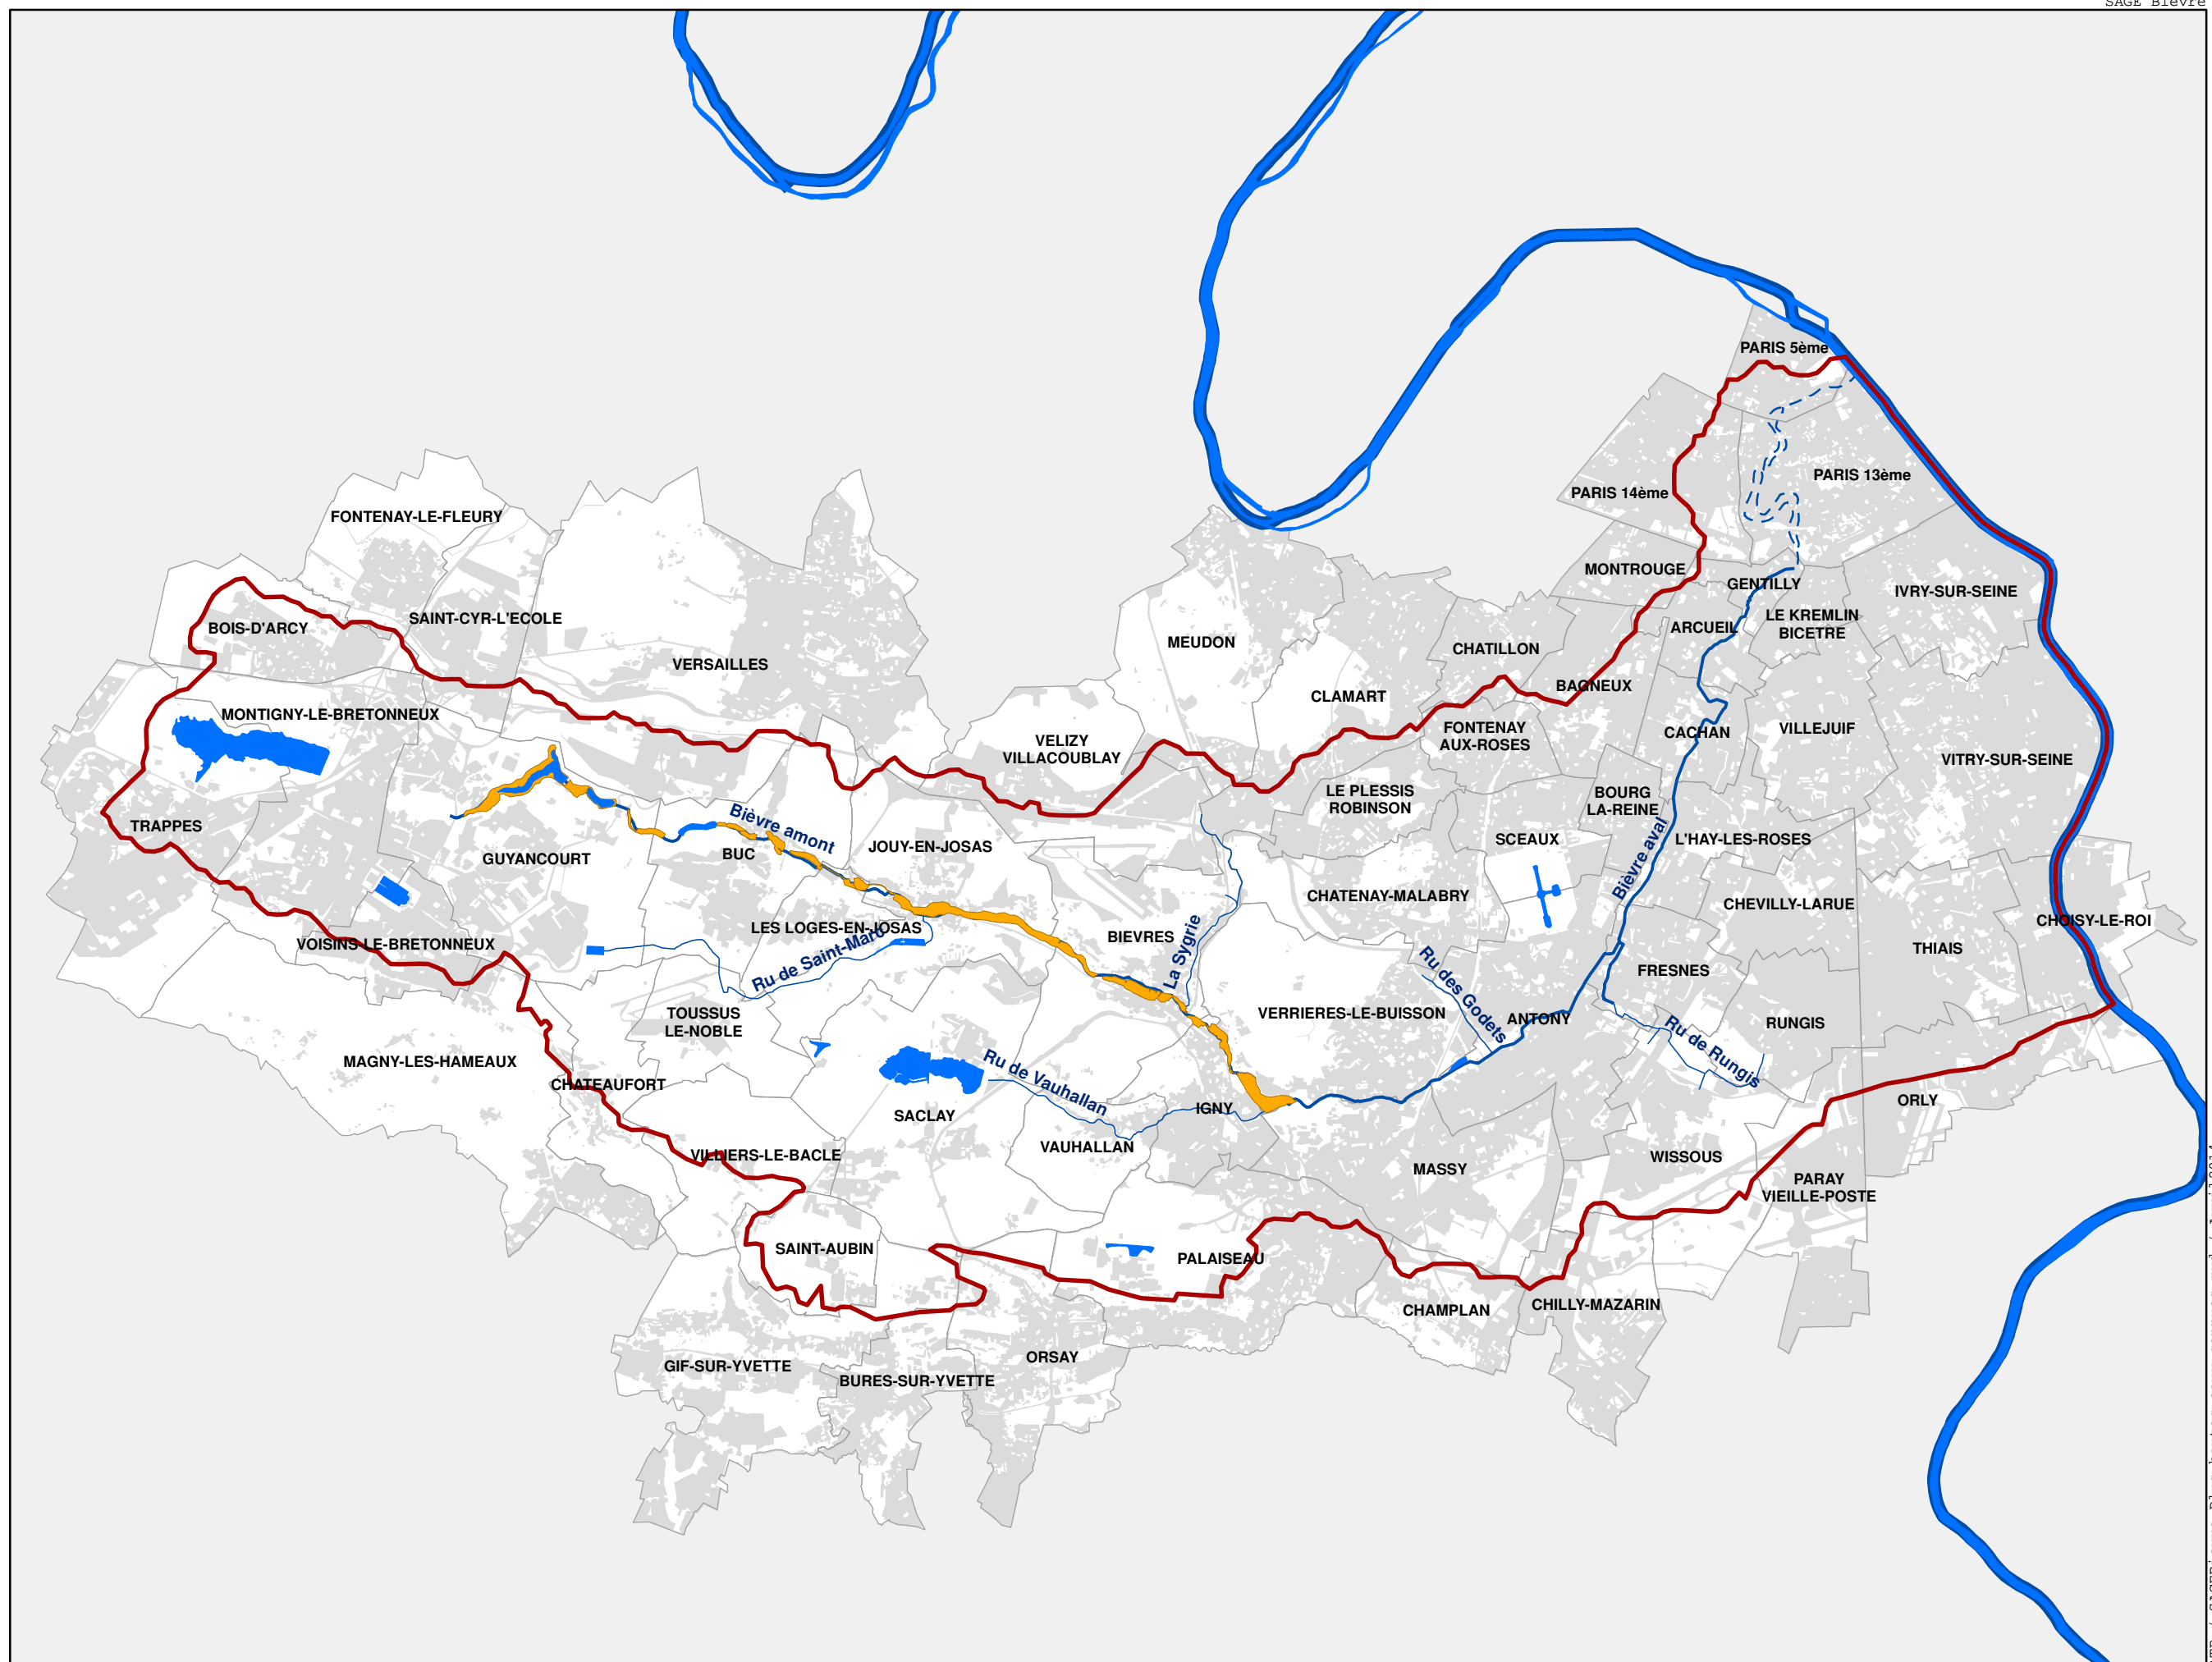 SAGE Bièvre
PARIS 5ème
PARIS 13ème
PARIS 14ème
FONTENAY-LE-FLEURY
MONTROUGE
GENTILLY
IVRY-SUR-SEINE
SAINT-CYR-L'ECOLE
BOIS-D'ARCY
ARCUEIL
LE KREMLIN
BICETRE
MEUDON
CHATILLON
VERSAILLES
BAGNEUX
CLAMART
MONTIGNY-LE-BRETONNEUX
FONTENAY
AUX-ROSES
CACHAN
VILLEJUIF
VELIZY
VILLACOUBLAY
VITRY-SUR-SEINE
LE PLESSIS
ROBINSON
BOURG
LA-REINE
TRAPPES
Bièvre amont
SCEAUX
L'HAY-LES-ROSES
JOUY-EN-JOSAS
BUC
GUYANCOURT
Bièvre aval
CHATENAY-MALABRY
CHEVILLY-LARUE
LES LOGES-EN-JOSAS
CHOISY-LE-ROI
BIEVRES
VOISINS-LE-BRETONNEUX
THIAIS
La Sygrie
Ru de Saint-Marc
FRESNES
Ru des Godets
VERRIERES-LE-BUISSON
TOUSSUS
LE-NOBLE
ANTONY
RUNGIS
Ru de Rungis
MAGNY-LES-HAMEAUX
CHATEAUFORT
Ru de Vauhallan
ORLY
IGNY
SACLAY
VAUHALLAN
VILLIERS-LE-BACLE
WISSOUS
MASSY
PARAY
VIEILLE-POSTE
SAINT-AUBIN
PALAISEAU
CHAMPLAN
CHILLY-MAZARIN
ORSAY
GIF-SUR-YVETTE
BURES-SUR-YVETTE